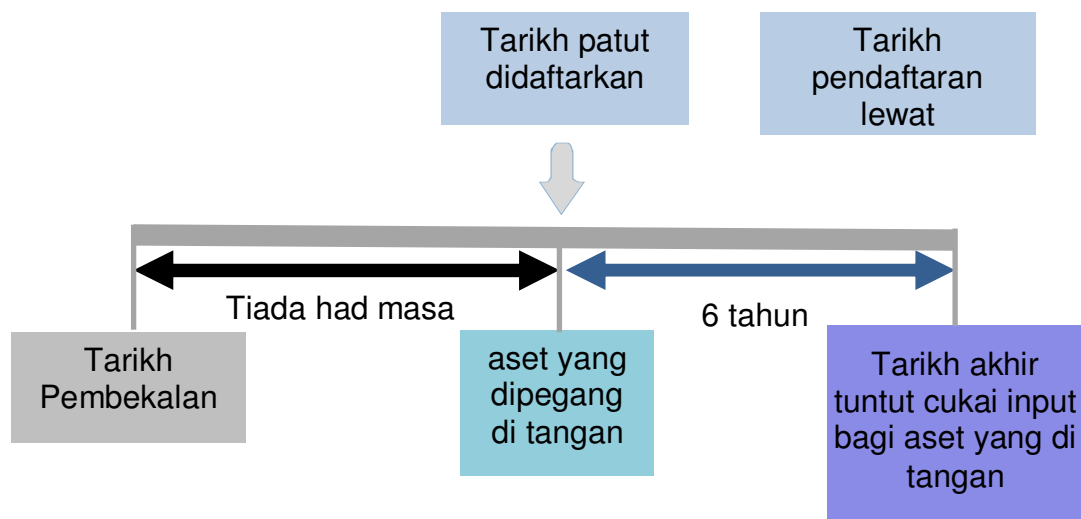 Tarikh patut
didaftarkan
Tarikh
pendaftaran
lewat
Tiada had masa
6 tahun
Tarikh
Pembekalan
aset yang
dipegang
di tangan
Tarikh akhir
tuntut cukai input
bagi aset yang di
tangan